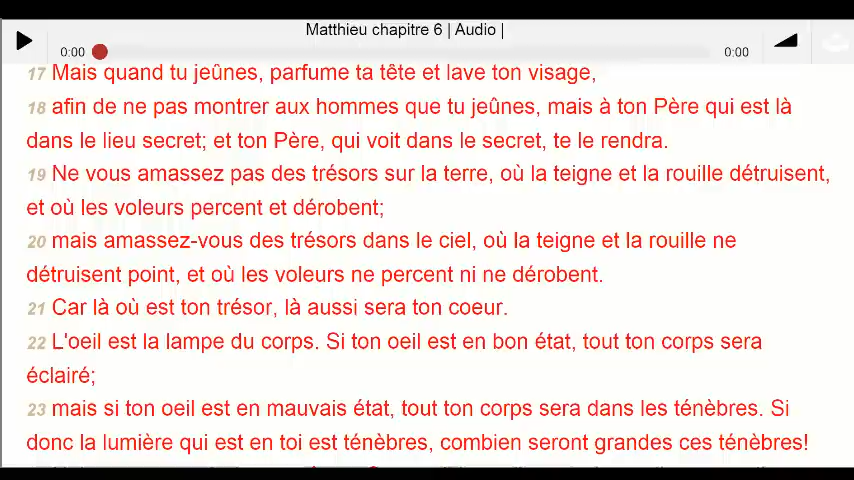 Matthieu chapitre 6 | Audio |
0:00
0:00
17 Mais quand tu jeûnes, parfume ta tête et lave ton visage,
18 afin de ne pas montrer aux hommes que tu jeûnes, mais à ton Père qui est là
dans le lieu secret; et ton Père, qui voit dans le secret, te le rendra.
19 Ne vous amassez pas des trésors sur la terre, où la teigne et la rouille détruisent,
et où les voleurs percent et dérobent;
20 mais amassez-vous des trésors dans le ciel, où la teigne et la rouille ne
détruisent point, et où les voleurs ne percent ni ne dérobent.
21 Car là où est ton trésor, là aussi sera ton coeur.
22 L'oeil est la lampe du corps. Si ton oeil est en bon état, tout ton corps sera
éclairé;
23 mais si ton oeil est en mauvais état, tout ton corps sera dans les ténèbres. Si
donc la lumière qui est en toi est ténèbres, combien seront grandes ces ténèbres!